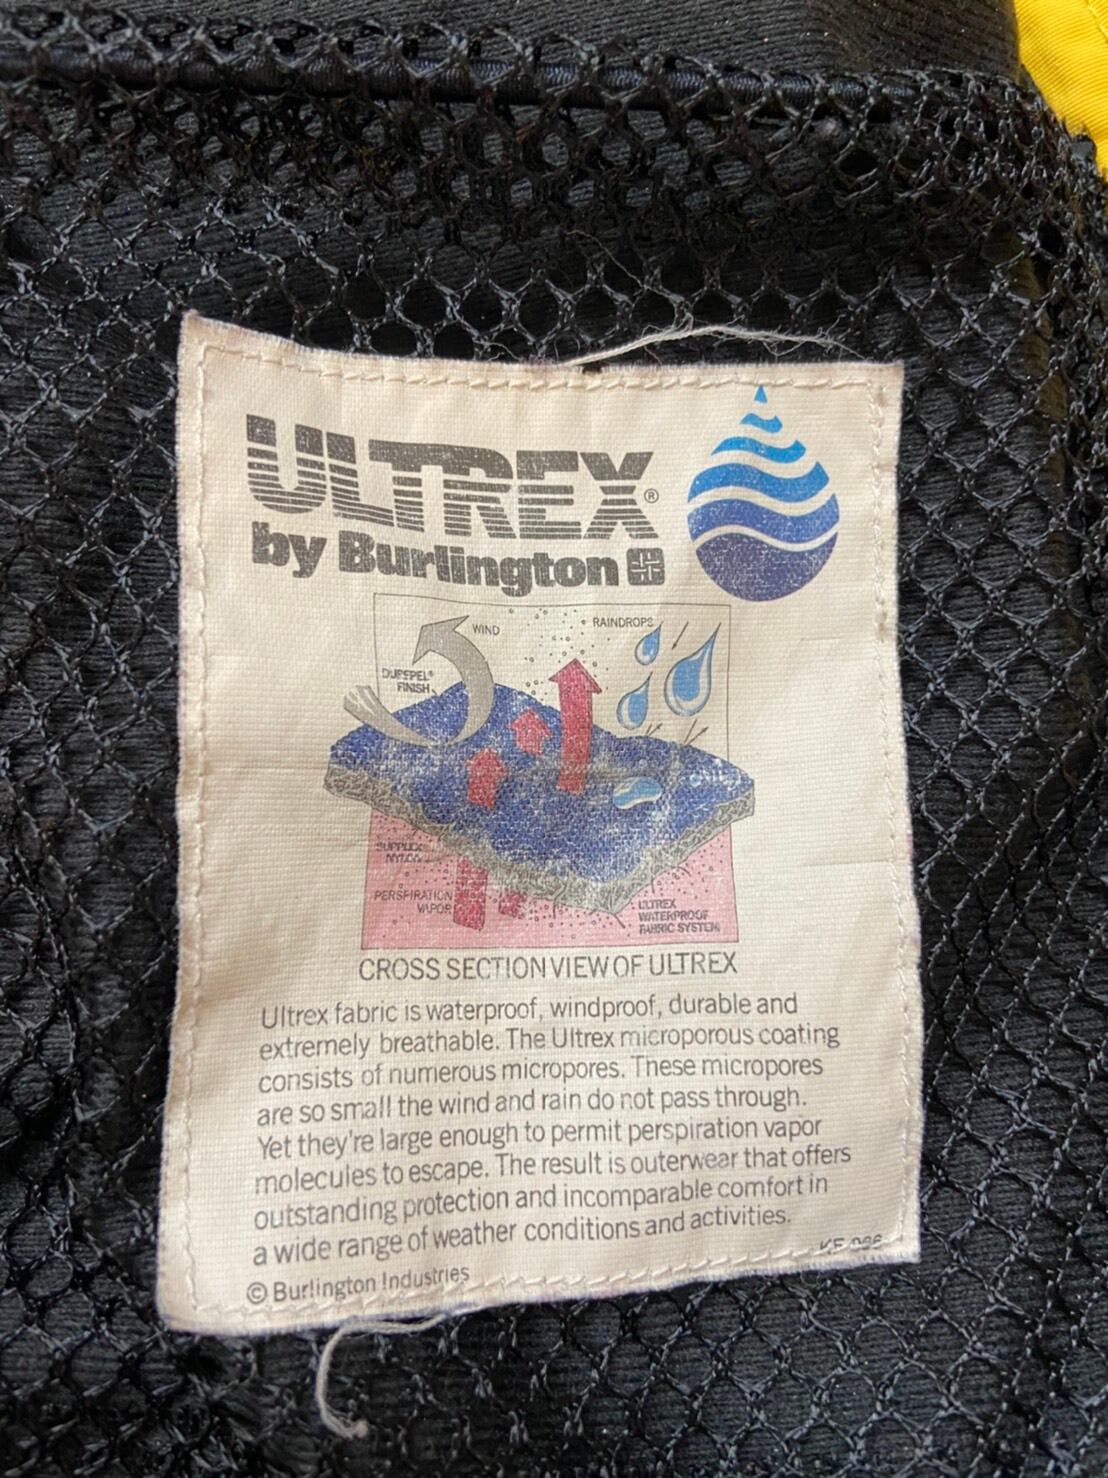 ULTREX®
by Burlington
WIND
RAINDROPS
DUREPEL®
FINISH
SUPPLEX
NYLON
PERSPIRATION
VAPOR
ULTREX
WATERPROOF
FABRIC SYSTEM
CROSS SECTION VIEW OF ULTREX
Ultrex fabric is waterproof, windproof, durable and
extremely breathable. The Ultrex microporous coating
consists of numerous micropores. These micropores
are so small the wind and rain do not pass through.
Yet they're large enough to permit perspiration vapor
molecules to escape. The result is outerwear that offers
outstanding protection and incomparable comfort in
a wide range of weather conditions and activities.
© Burlington Industries